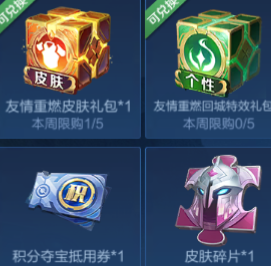 可兑换
可兑换
皮肤
个性
友情重燃皮肤礼包*1
友情重燃回城特效礼包
本周限购1/5
本周限购0/5
积
积分夺宝抵用券*1
皮肤碎片*1